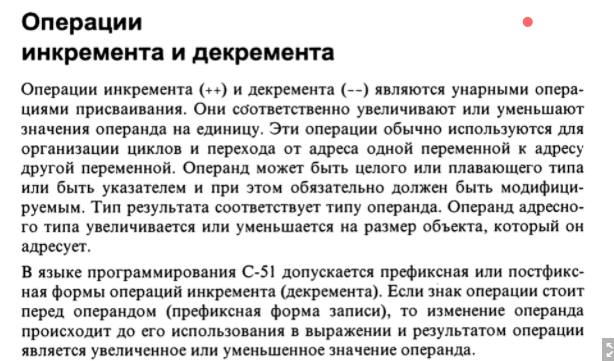 Операции
инкремента и декремента
Операции инкремента (++) и декремента (--) являются унарными опера-
циями присваивания. Они соответственно увеличивают или уменьшают
значения операнда на единицу. Эти операции обычно используются для
организации циклов и перехода от адреса одной переменной к адресу
другой переменной. Операнд может быть целого или плавающего типа
или быть указателем и при этом обязательно должен быть модифици-
руемым. Тип результата соответствует типу операнда. Операнд адресно-
го типа увеличивается или уменьшается на размер объекта, который он
адресует.
В языке программирования С-51 допускается префиксная или постфикс-
ная формы операций инкремента (декремента). Если знак операции стоит
перед операндом (префиксная форма записи), то изменение операнда
происходит до его использования в выражении и результатом операции
является увеличенное или уменьшенное значение операнда.